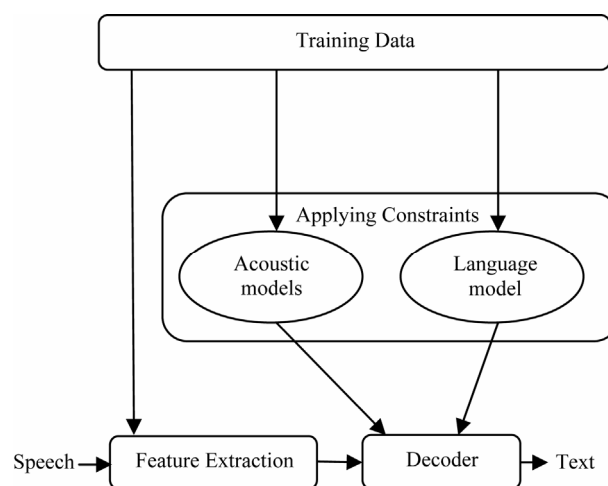 Training Data
Applying Constraints
Acoustic
models
Language
model
Speech
Feature Extraction
Decoder
Text